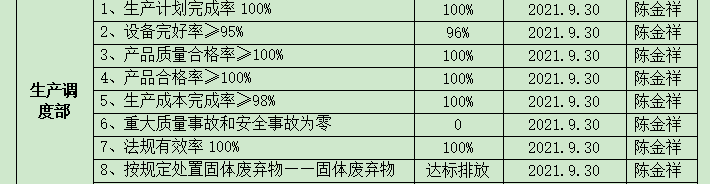 生产调
度部
1、生产计划完成率 100% 100% 2021.9.30 陈金祥
2、设备完好率≥95% 96% 2021.9.30 陈金祥
3、产品质量合格率≥100% 100% 2021.9.30 陈金祥
4、产品合格率≥100% 100% 2021.9.30 陈金祥
5、生产成本完成率≥98% 100% 2021.9.30 陈金祥
6、重大质量事故和安全事故为零 0 2021.9.30 陈金祥
7、法规有效率 100% 100% 2021.9.30 陈金祥
8、按规定处置固体废弃物——固体废弃物 达标排放 2021.9.30 陈金祥